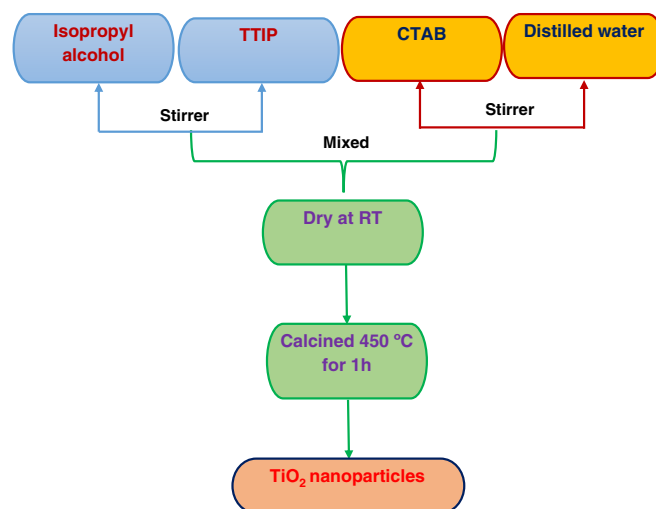 Isopropyl
alcohol
TTIP
CTAB
Distilled water
Stirrer
Stirrer
Mixed
Dry at RT
Calcined 450 ºC
for 1h
TiO₂ nanoparticles